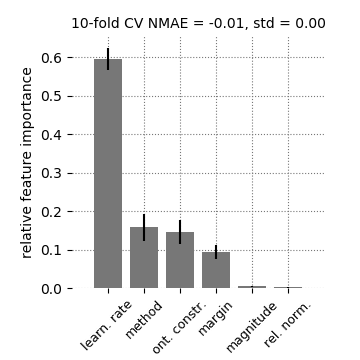 10-fold CV NMAE = -0.01, std = 0.00
relative feature importance
0.6
0.5
0.4
0.3
0.2
0.1
0.0
learn. rate
method
ont. constr.
margin
magnitude
rel. norm.